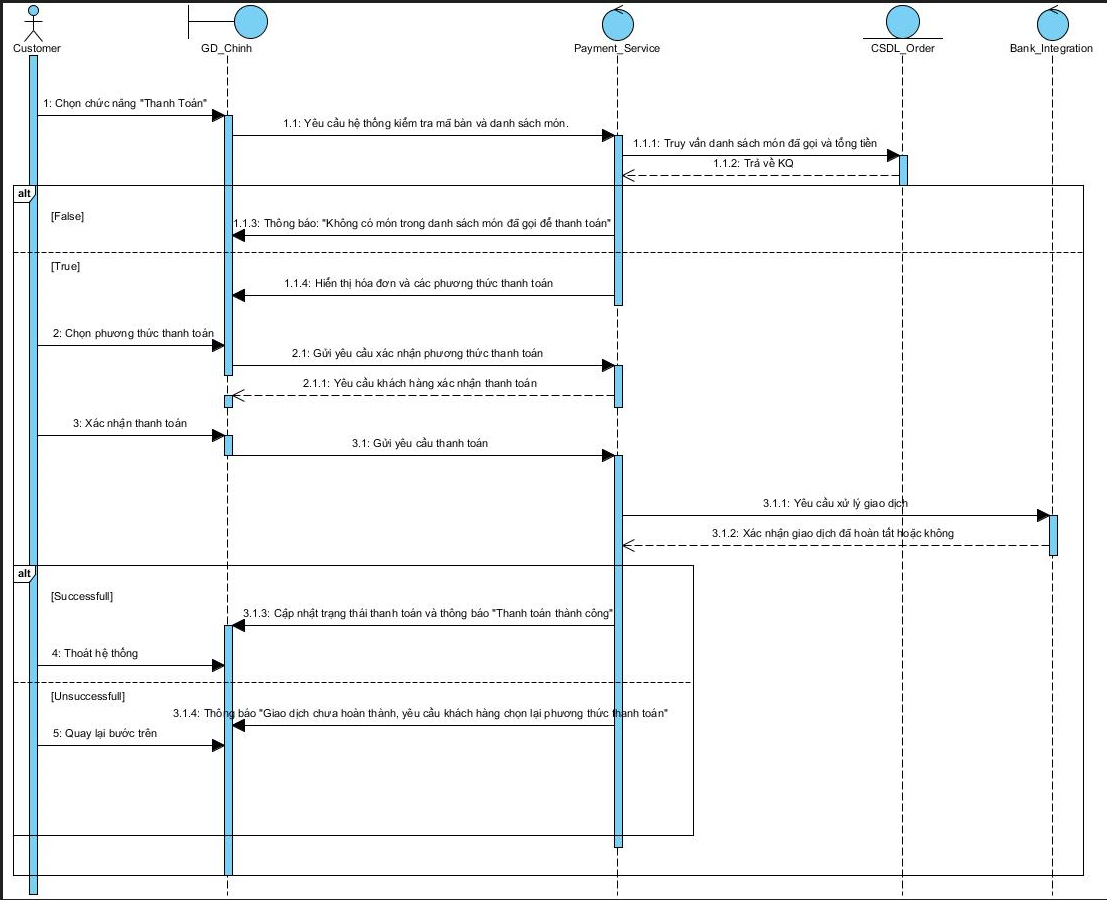 Customer
GD_Chinh
Payment_Service
CSDL_Order
Bank_Integration
1: Chọn chức năng "Thanh Toán"
1.1: Yêu cầu hệ thống kiểm tra mã bàn và danh sách món.
1.1.1: Truy vấn danh sách món đã gọi và tổng tiền
1.1.2: Trả về KQ
alt
[False]
1.1.3: Thông báo: "Không có món trong danh sách món đã gọi để thanh toán"
[True]
1.1.4: Hiển thị hóa đơn và các phương thức thanh toán
2: Chọn phương thức thanh toán
2.1: Gửi yêu cầu xác nhận phương thức thanh toán
2.1.1: Yêu cầu khách hàng xác nhận thanh toán
3: Xác nhận thanh toán
3.1: Gửi yêu cầu thanh toán
3.1.1: Yêu cầu xử lý giao dịch
3.1.2: Xác nhận giao dịch đã hoàn tất hoặc không
alt
[Successfull]
3.1.3: Cập nhật trạng thái thanh toán và thông báo "Thanh toán thành công"
4: Thoát hệ thống
[Unsuccessfull]
3.1.4: Thông báo "Giao dịch chưa hoàn thành, yêu cầu khách hàng chọn lại phương thức thanh toán"
5: Quay lại bước trên